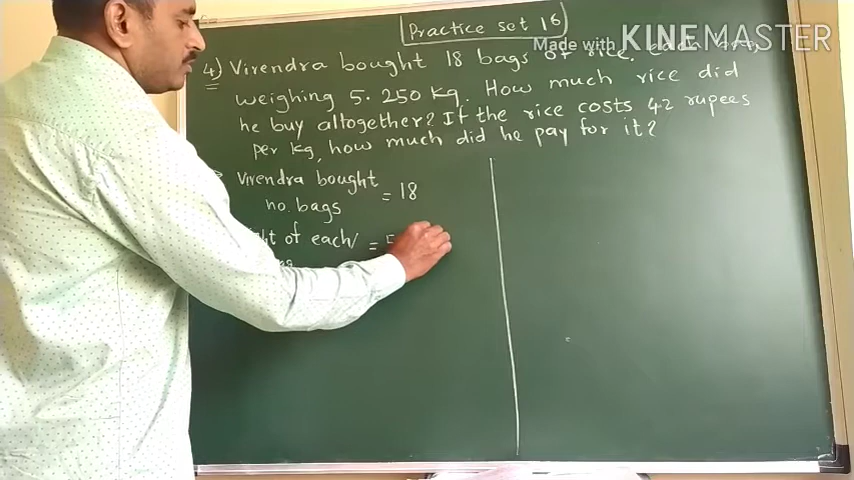 Practice set 16
Made with KINEMASTER
4) Virendra bought 18 bags of rice, each bag
weighing 5.250 kg. How much rice did
he buy altogether? If the rice costs 42 rupees
per kg, how much did he pay for it?
Virendra bought
no. bags = 18
of each =